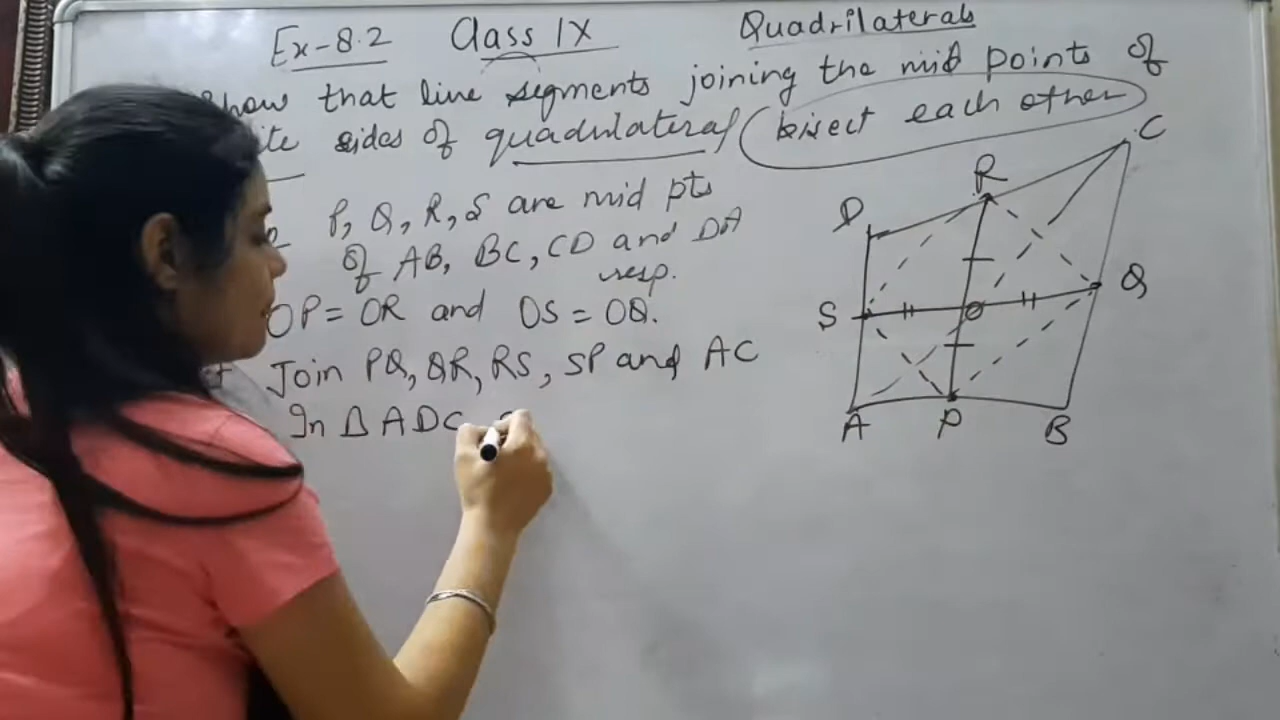 Ex-8.2 Class IX Quadrilaterals
show that line segments joining the mid points of
ite sides of quadrilateral bisect each other
P, Q, R, S are mid pts
of AB, BC, CD and DA
resp.
OP = OR and OS = OQ.
Join PQ, QR, RS, SP and AC
In Δ ADC,
C
R
D
Q
S
O
A
P
B